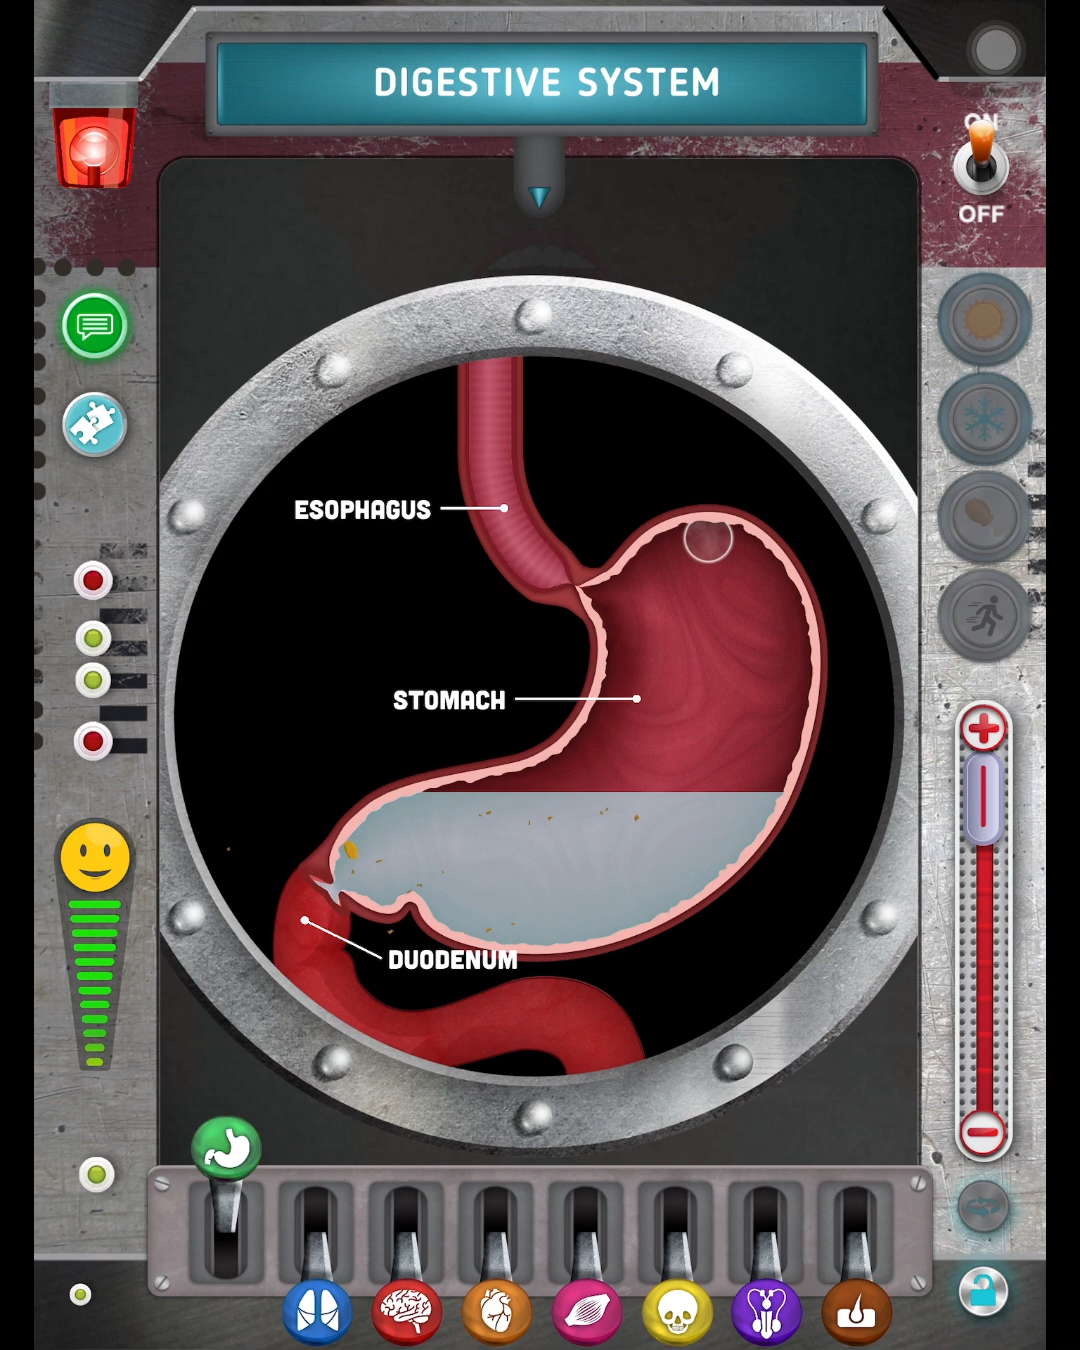 DIGESTIVE SYSTEM
ON
OFF
ESOPHAGUS
STOMACH
DUODENUM